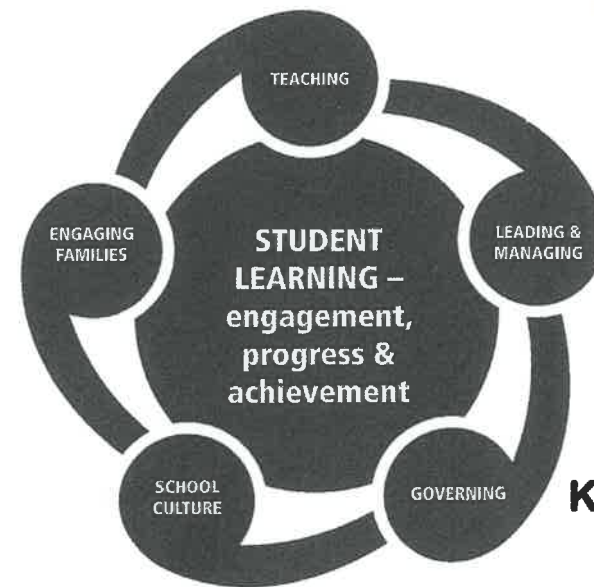 TEACHING
ENGAGING
FAMILIES
STUDENT
LEARNING –
engagement,
progress &
achievement
LEADING &
MANAGING
SCHOOL
CULTURE
GOVERNING
K